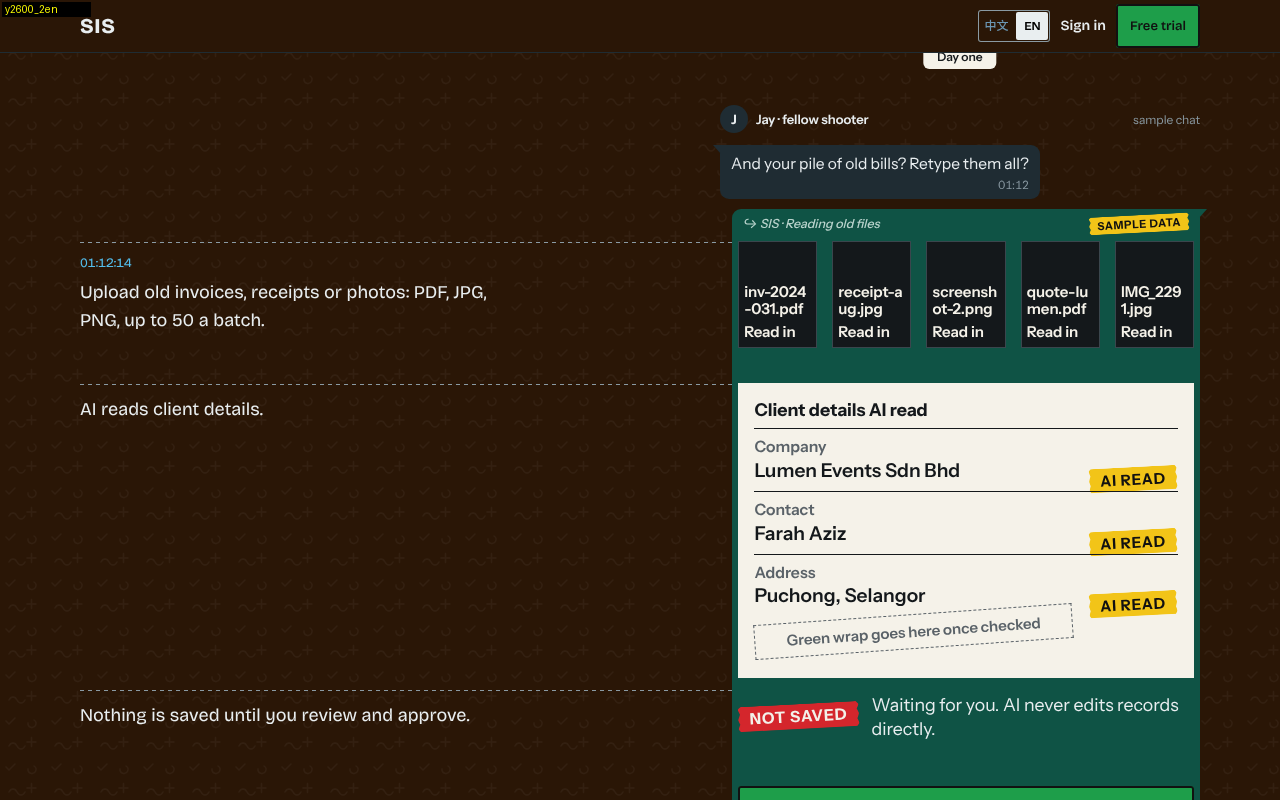 y2600_2en
SIS
中文
EN
Sign in
Free trial
Day one
J
Jay · fellow shooter
sample chat
And your pile of old bills? Retype them all?
01:12
↪ SIS · Reading old files
SAMPLE DATA
01:12:14
Upload old invoices, receipts or photos: PDF, JPG,
PNG, up to 50 a batch.
inv-2024
-031.pdf
Read in
receipt-a
ug.jpg
Read in
screensh
ot-2.png
Read in
quote-lu
men.pdf
Read in
IMG_229
1.jpg
Read in
AI reads client details.
Client details AI read
Company
Lumen Events Sdn Bhd
AI READ
Contact
Farah Aziz
AI READ
Address
Puchong, Selangor
AI READ
Green wrap goes here once checked
Nothing is saved until you review and approve.
NOT SAVED
Waiting for you. AI never edits records
directly.